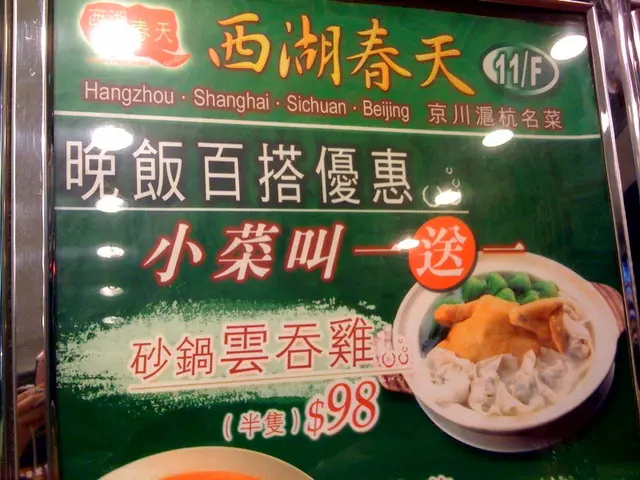 西湖春天
西湖春天 11/F
Hangzhou · Shanghai · Sichuan · Beijing 京川滬杭名菜
晚飯百搭優惠
小菜叫一送一
砂鍋雲吞雞
(半隻) $98